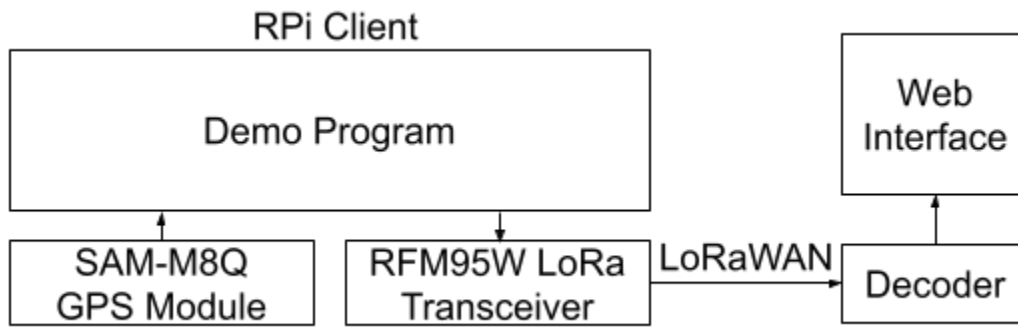 RPi Client
Demo Program
Web
Interface
SAM-M8Q
GPS Module
RFM95W LoRa
Transceiver
LoRaWAN
Decoder